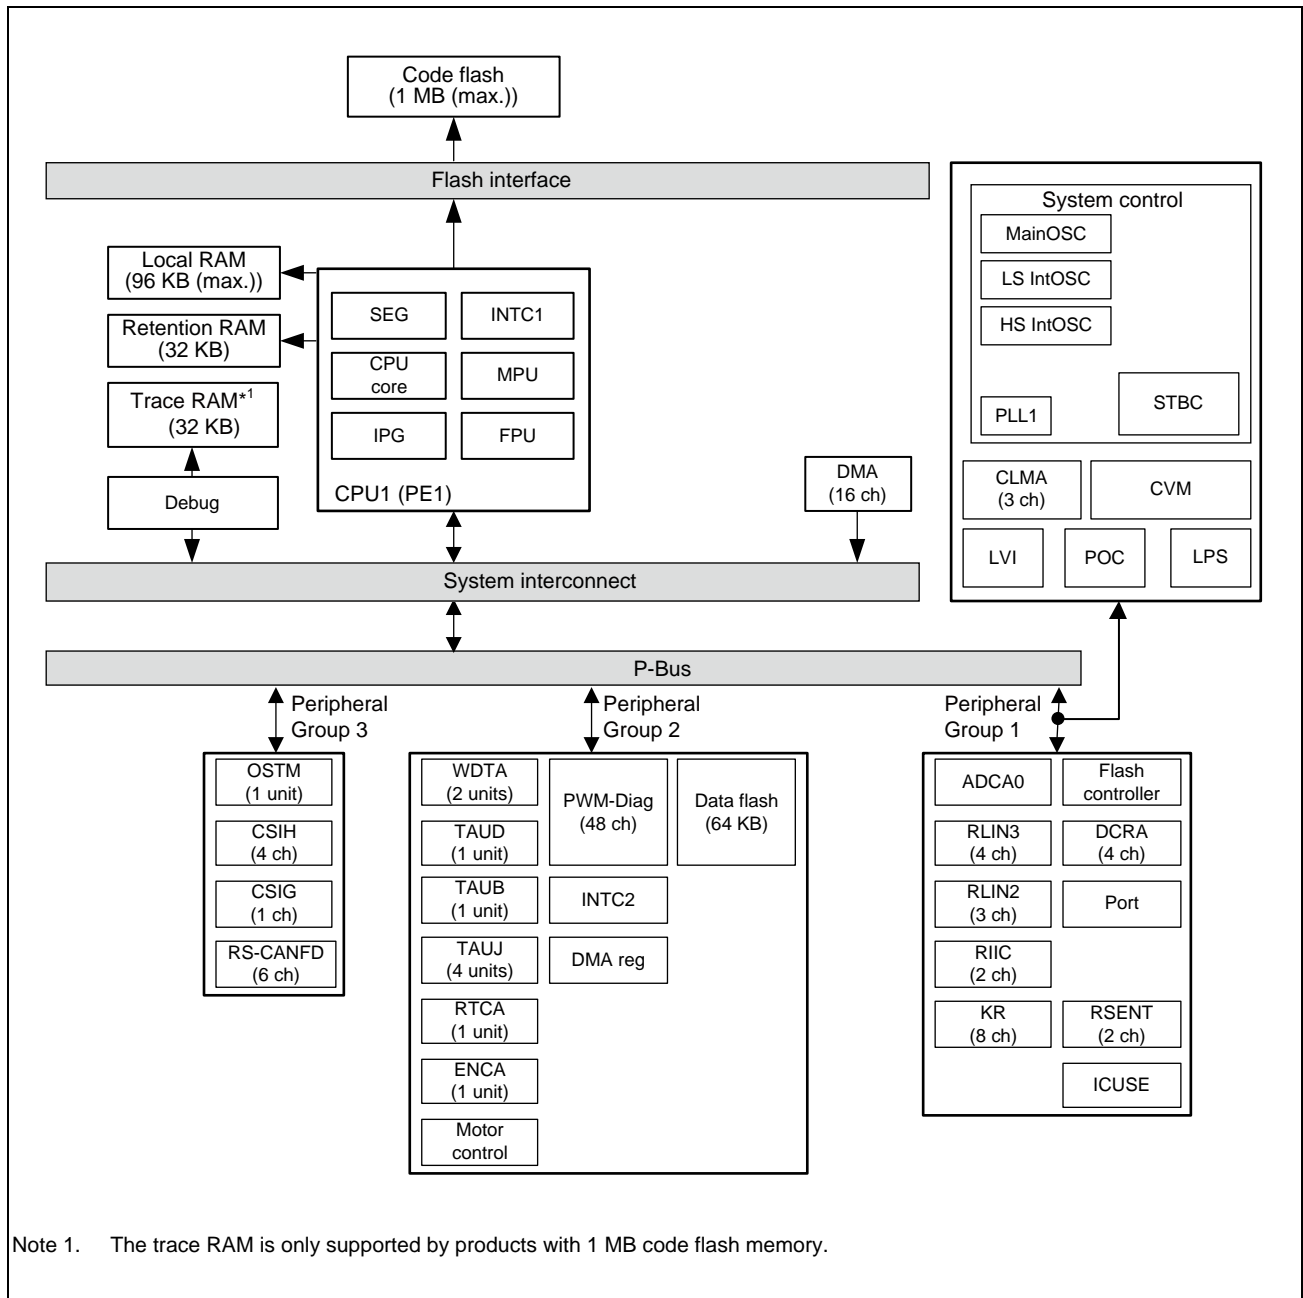 Code flash
(1 MB (max.))
Flash interface
Local RAM
(96 KB (max.))
Retention RAM
(32 KB)
Trace RAM*1
(32 KB)
Debug
SEG
INTC1
CPU
core
MPU
IPG
FPU
CPU1 (PE1)
DMA
(16 ch)
System control
MainOSC
LS IntOSC
HS IntOSC
PLL1
STBC
CLMA
(3 ch)
CVM
LVI
POC
LPS
System interconnect
P-Bus
Peripheral
Group 3
Peripheral
Group 2
Peripheral
Group 1
OSTM
(1 unit)
CSIH
(4 ch)
CSIG
(1 ch)
RS-CANFD
(6 ch)
WDTA
(2 units)
TAUD
(1 unit)
TAUB
(1 unit)
TAUJ
(4 units)
RTCA
(1 unit)
ENCA
(1 unit)
Motor
control
PWM-Diag
(48 ch)
INTC2
DMA reg
Data flash
(64 KB)
ADCA0
Flash
controller
RLIN3
(4 ch)
DCRA
(4 ch)
RLIN2
(3 ch)
Port
RIIC
(2 ch)
KR
(8 ch)
RSENT
(2 ch)
ICUSE
Note 1. The trace RAM is only supported by products with 1 MB code flash memory.